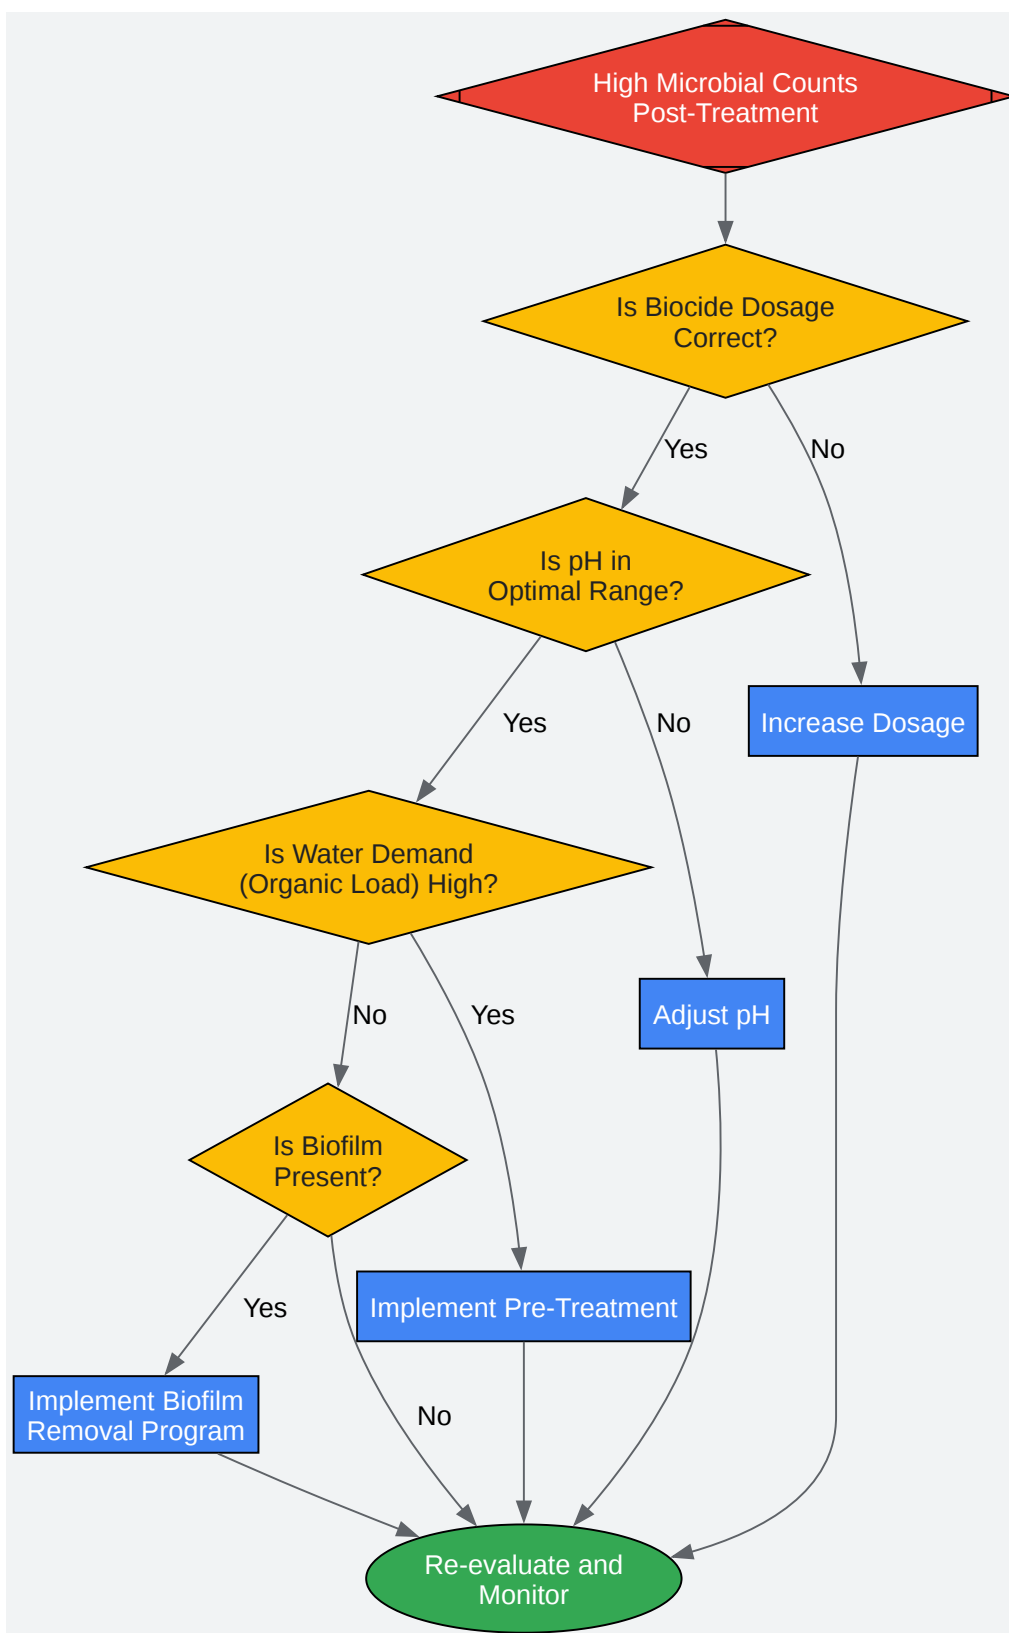 High Microbial Counts
Post-Treatment
Is Biocide Dosage
Correct?
Yes
No
Is pH in
Optimal Range?
Increase Dosage
Yes
No
Is Water Demand
(Organic Load) High?
Adjust pH
No
Yes
Is Biofilm
Present?
Implement Pre-Treatment
Yes
No
Implement Biofilm
Removal Program
Re-evaluate and
Monitor